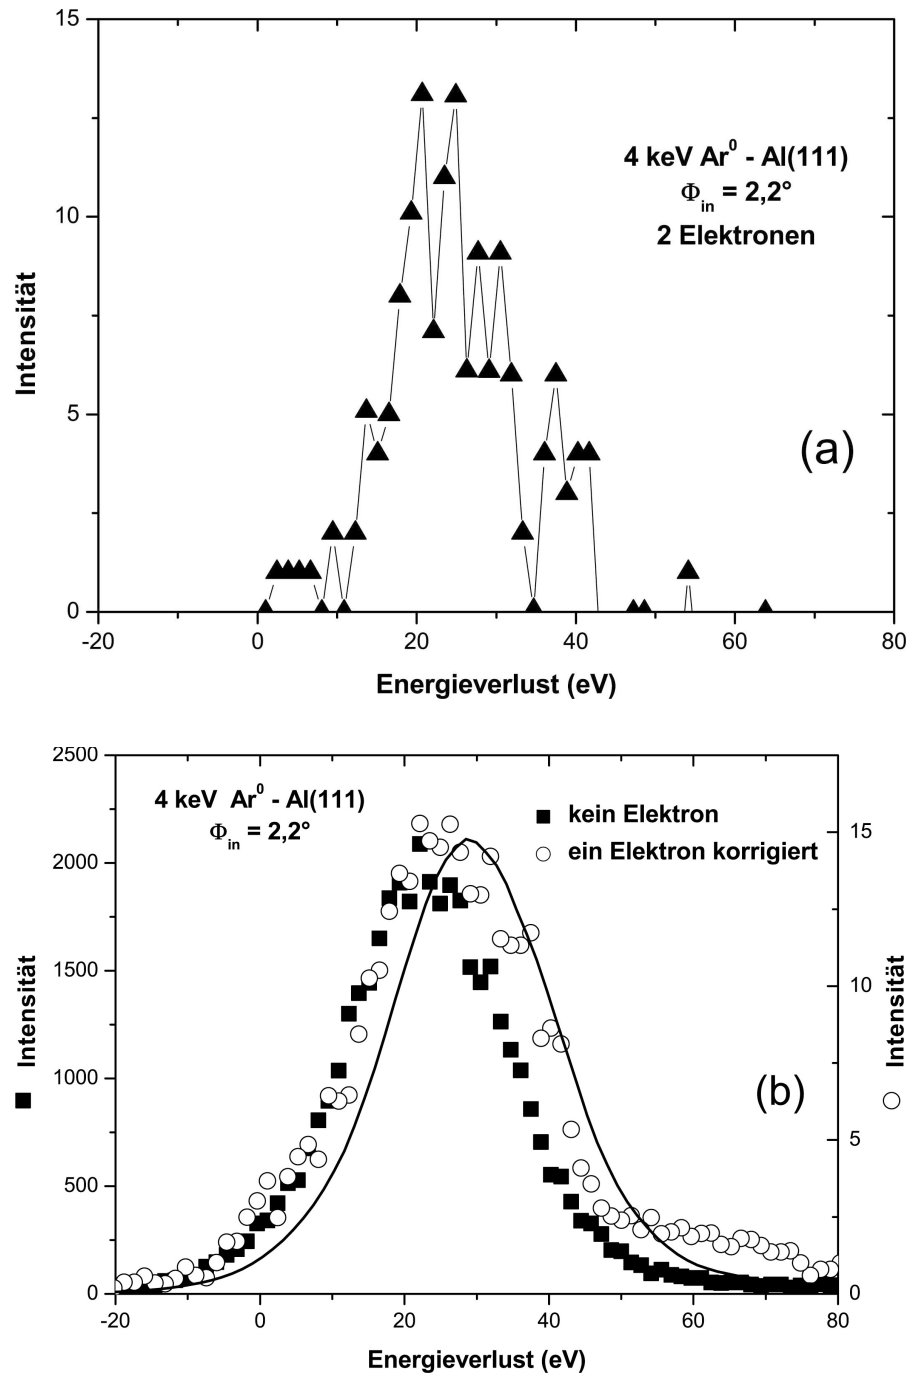 15
10
5
0
-20
0
20
40
60
80
Intensität
Energieverlust (eV)
4 keV Ar⁰ - Al(111)
Φin = 2,2°
2 Elektronen
(a)
2500
2000
1500
1000
500
0
15
10
5
0
-20
0
20
40
60
80
Intensität
Intensität
Energieverlust (eV)
4 keV Ar⁰ - Al(111)
Φin = 2,2°
kein Elektron
ein Elektron korrigiert
(b)